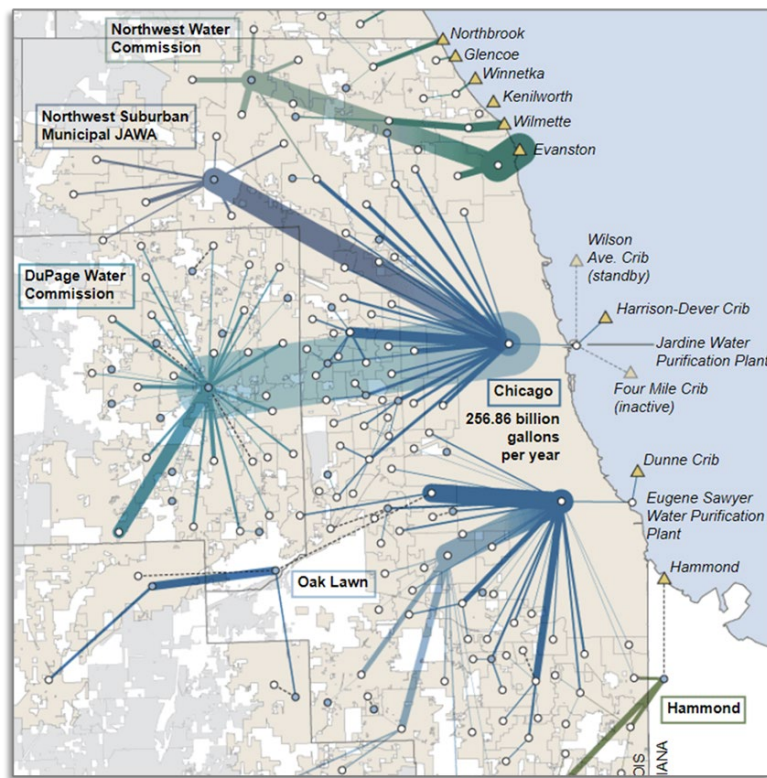 Northwest Water
Commission
Northbrook
Glencoe
Winnetka
Kenilworth
Northwest Suburban
Municipal JAWA
Wilmette
Evanston
DuPage Water
Commission
Wilson
Ave. Crib
(standby)
Harrison-Dever Crib
Jardine Water
Purification Plant
Four Mile Crib
(inactive)
Chicago
256.86 billion
gallons
per year
Dunne Crib
Eugene Sawyer
Water Purification
Plant
Oak Lawn
Hammond
Hammond
OIS
IANA